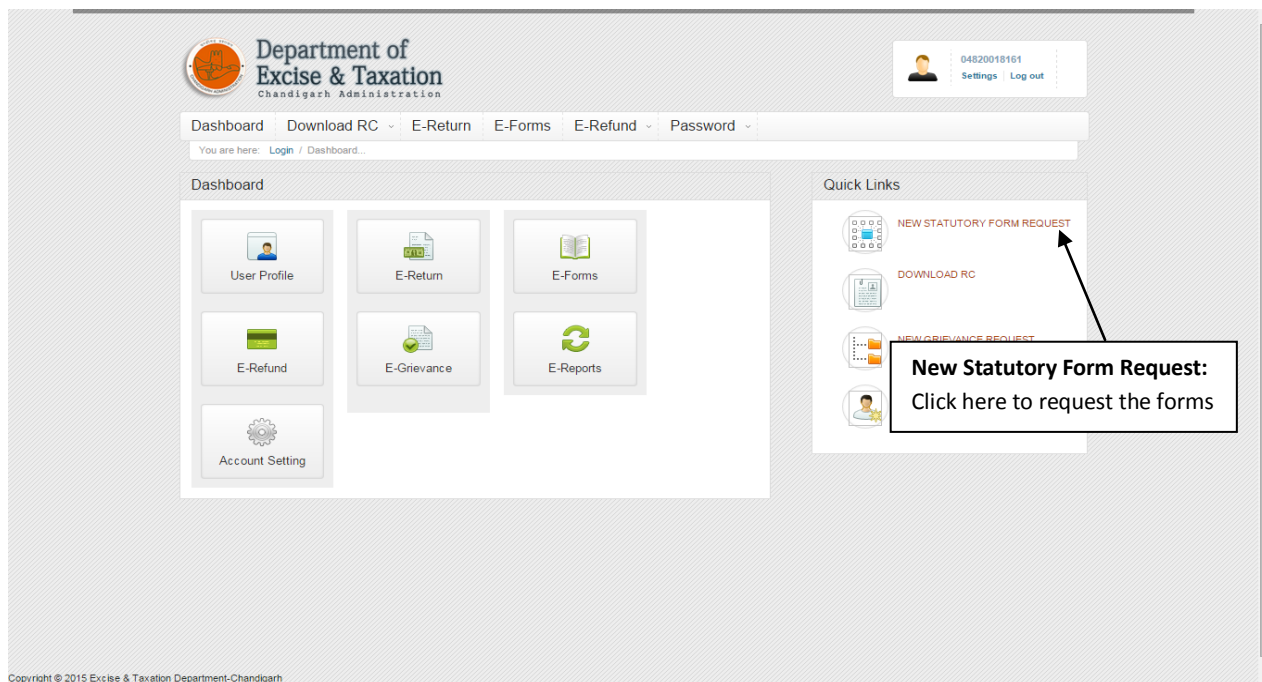 Department of
Excise & Taxation
Chandigarh Administration
04820018161
Settings Log out
Dashboard Download RC E-Return E-Forms E-Refund Password
You are here: Login / Dashboard...
Dashboard
User Profile
E-Return
E-Forms
E-Refund
E-Grievance
E-Reports
Account Setting
Quick Links
NEW STATUTORY FORM REQUEST
DOWNLOAD RC
NEW GRIEVANCE REQUEST
New Statutory Form Request:
Click here to request the forms
Copyright © 2015 Excise & Taxation Department-Chandigarh